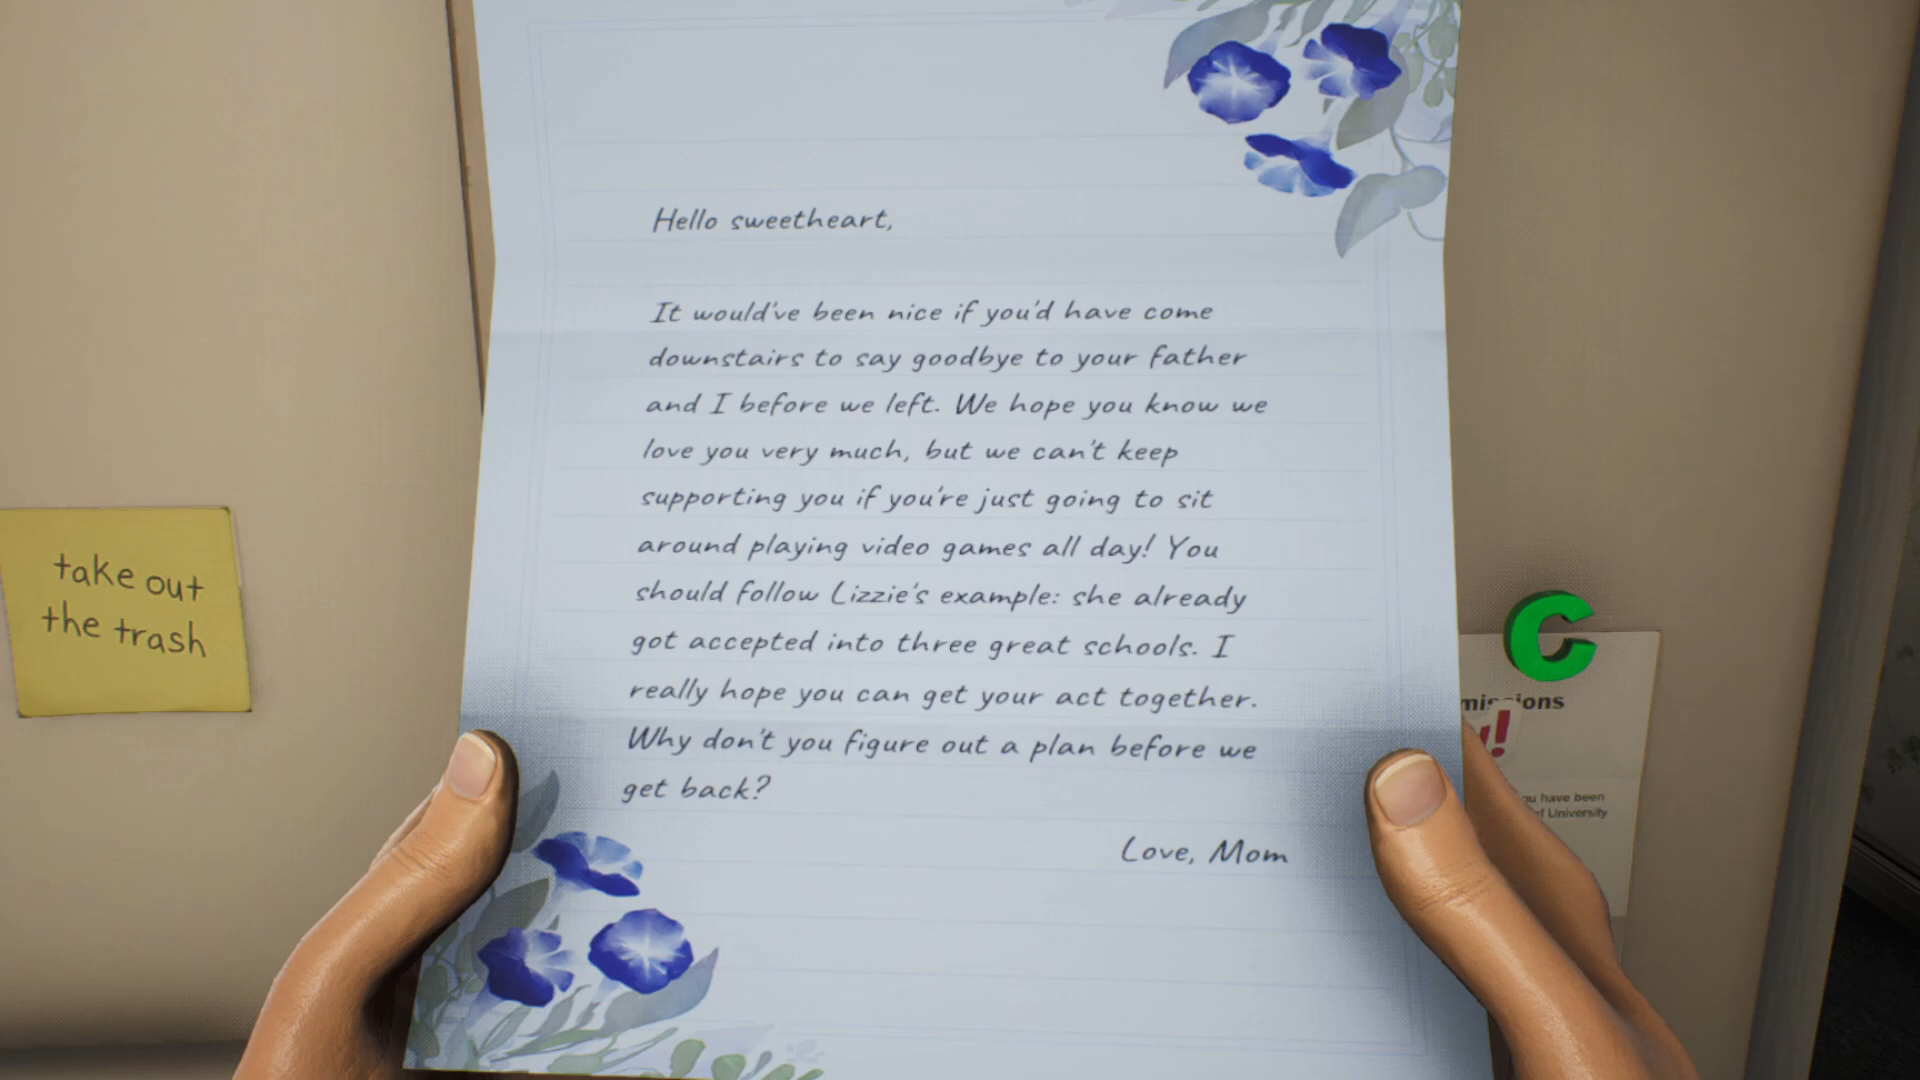 Hello sweetheart,
It would've been nice if you'd have come
downstairs to say goodbye to your father
and I before we left. We hope you know we
love you very much, but we can't keep
supporting you if you're just going to sit
around playing video games all day! You
should follow Lizzie's example: she already
got accepted into three great schools. I
really hope you can get your act together.
Why don't you figure out a plan before we
get back?
Love, Mom
take out
the trash
C
have been
University